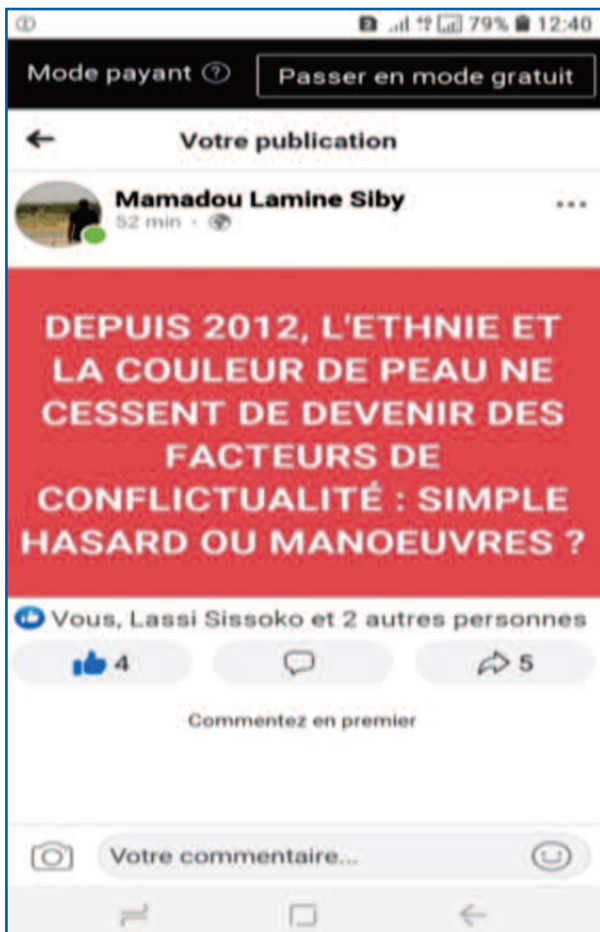 79% 12:40
Mode payant ? Passer en mode gratuit
Votre publication
Mamadou Lamine Siby
52 min ·
DEPUIS 2012, L'ETHNIE ET
LA COULEUR DE PEAU NE
CESSENT DE DEVENIR DES
FACTEURS DE
CONFLICTUALITÉ : SIMPLE
HASARD OU MANOEUVRES ?
Vous, Lassi Sissoko et 2 autres personnes
4 5
Commentez en premier
Votre commentaire...